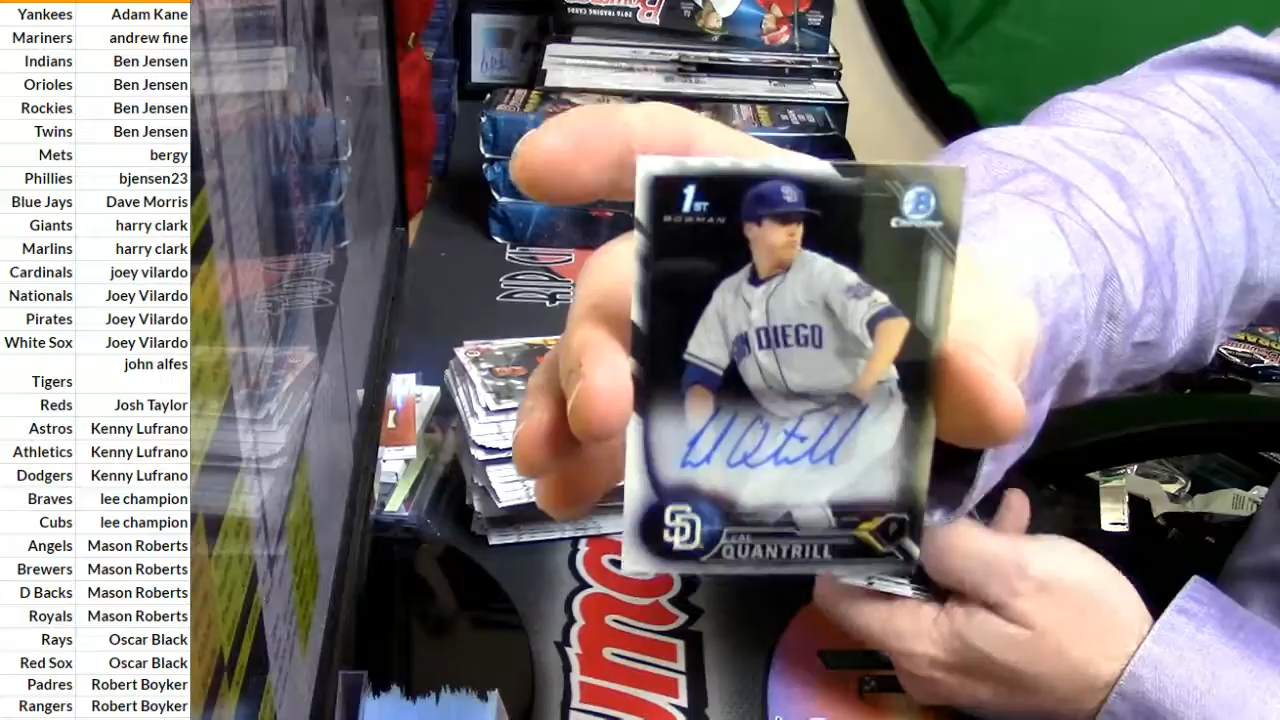 Yankees Adam Kane
Mariners andrew fine
Indians Ben Jensen
Orioles Ben Jensen
Rockies Ben Jensen
Twins Ben Jensen
Mets bergy
Phillies bjensen23
Blue Jays Dave Morris
Giants harry clark
Marlins harry clark
Cardinals joey vilardo
Nationals Joey Vilardo
Pirates Joey Vilardo
White Sox Joey Vilardo
john alfes
Tigers
Reds Josh Taylor
Astros Kenny Lufrano
Athletics Kenny Lufrano
Dodgers Kenny Lufrano
Braves lee champion
Cubs lee champion
Angels Mason Roberts
Brewers Mason Roberts
D Backs Mason Roberts
Royals Mason Roberts
Rays Oscar Black
Red Sox Oscar Black
Padres Robert Boyker
Rangers Robert Boyker
2016 TRADING CARDS
1ST
BOWMAN
B
Chrome
SD
SAN DIEGO
SD
CAL
QUANTRILL
P